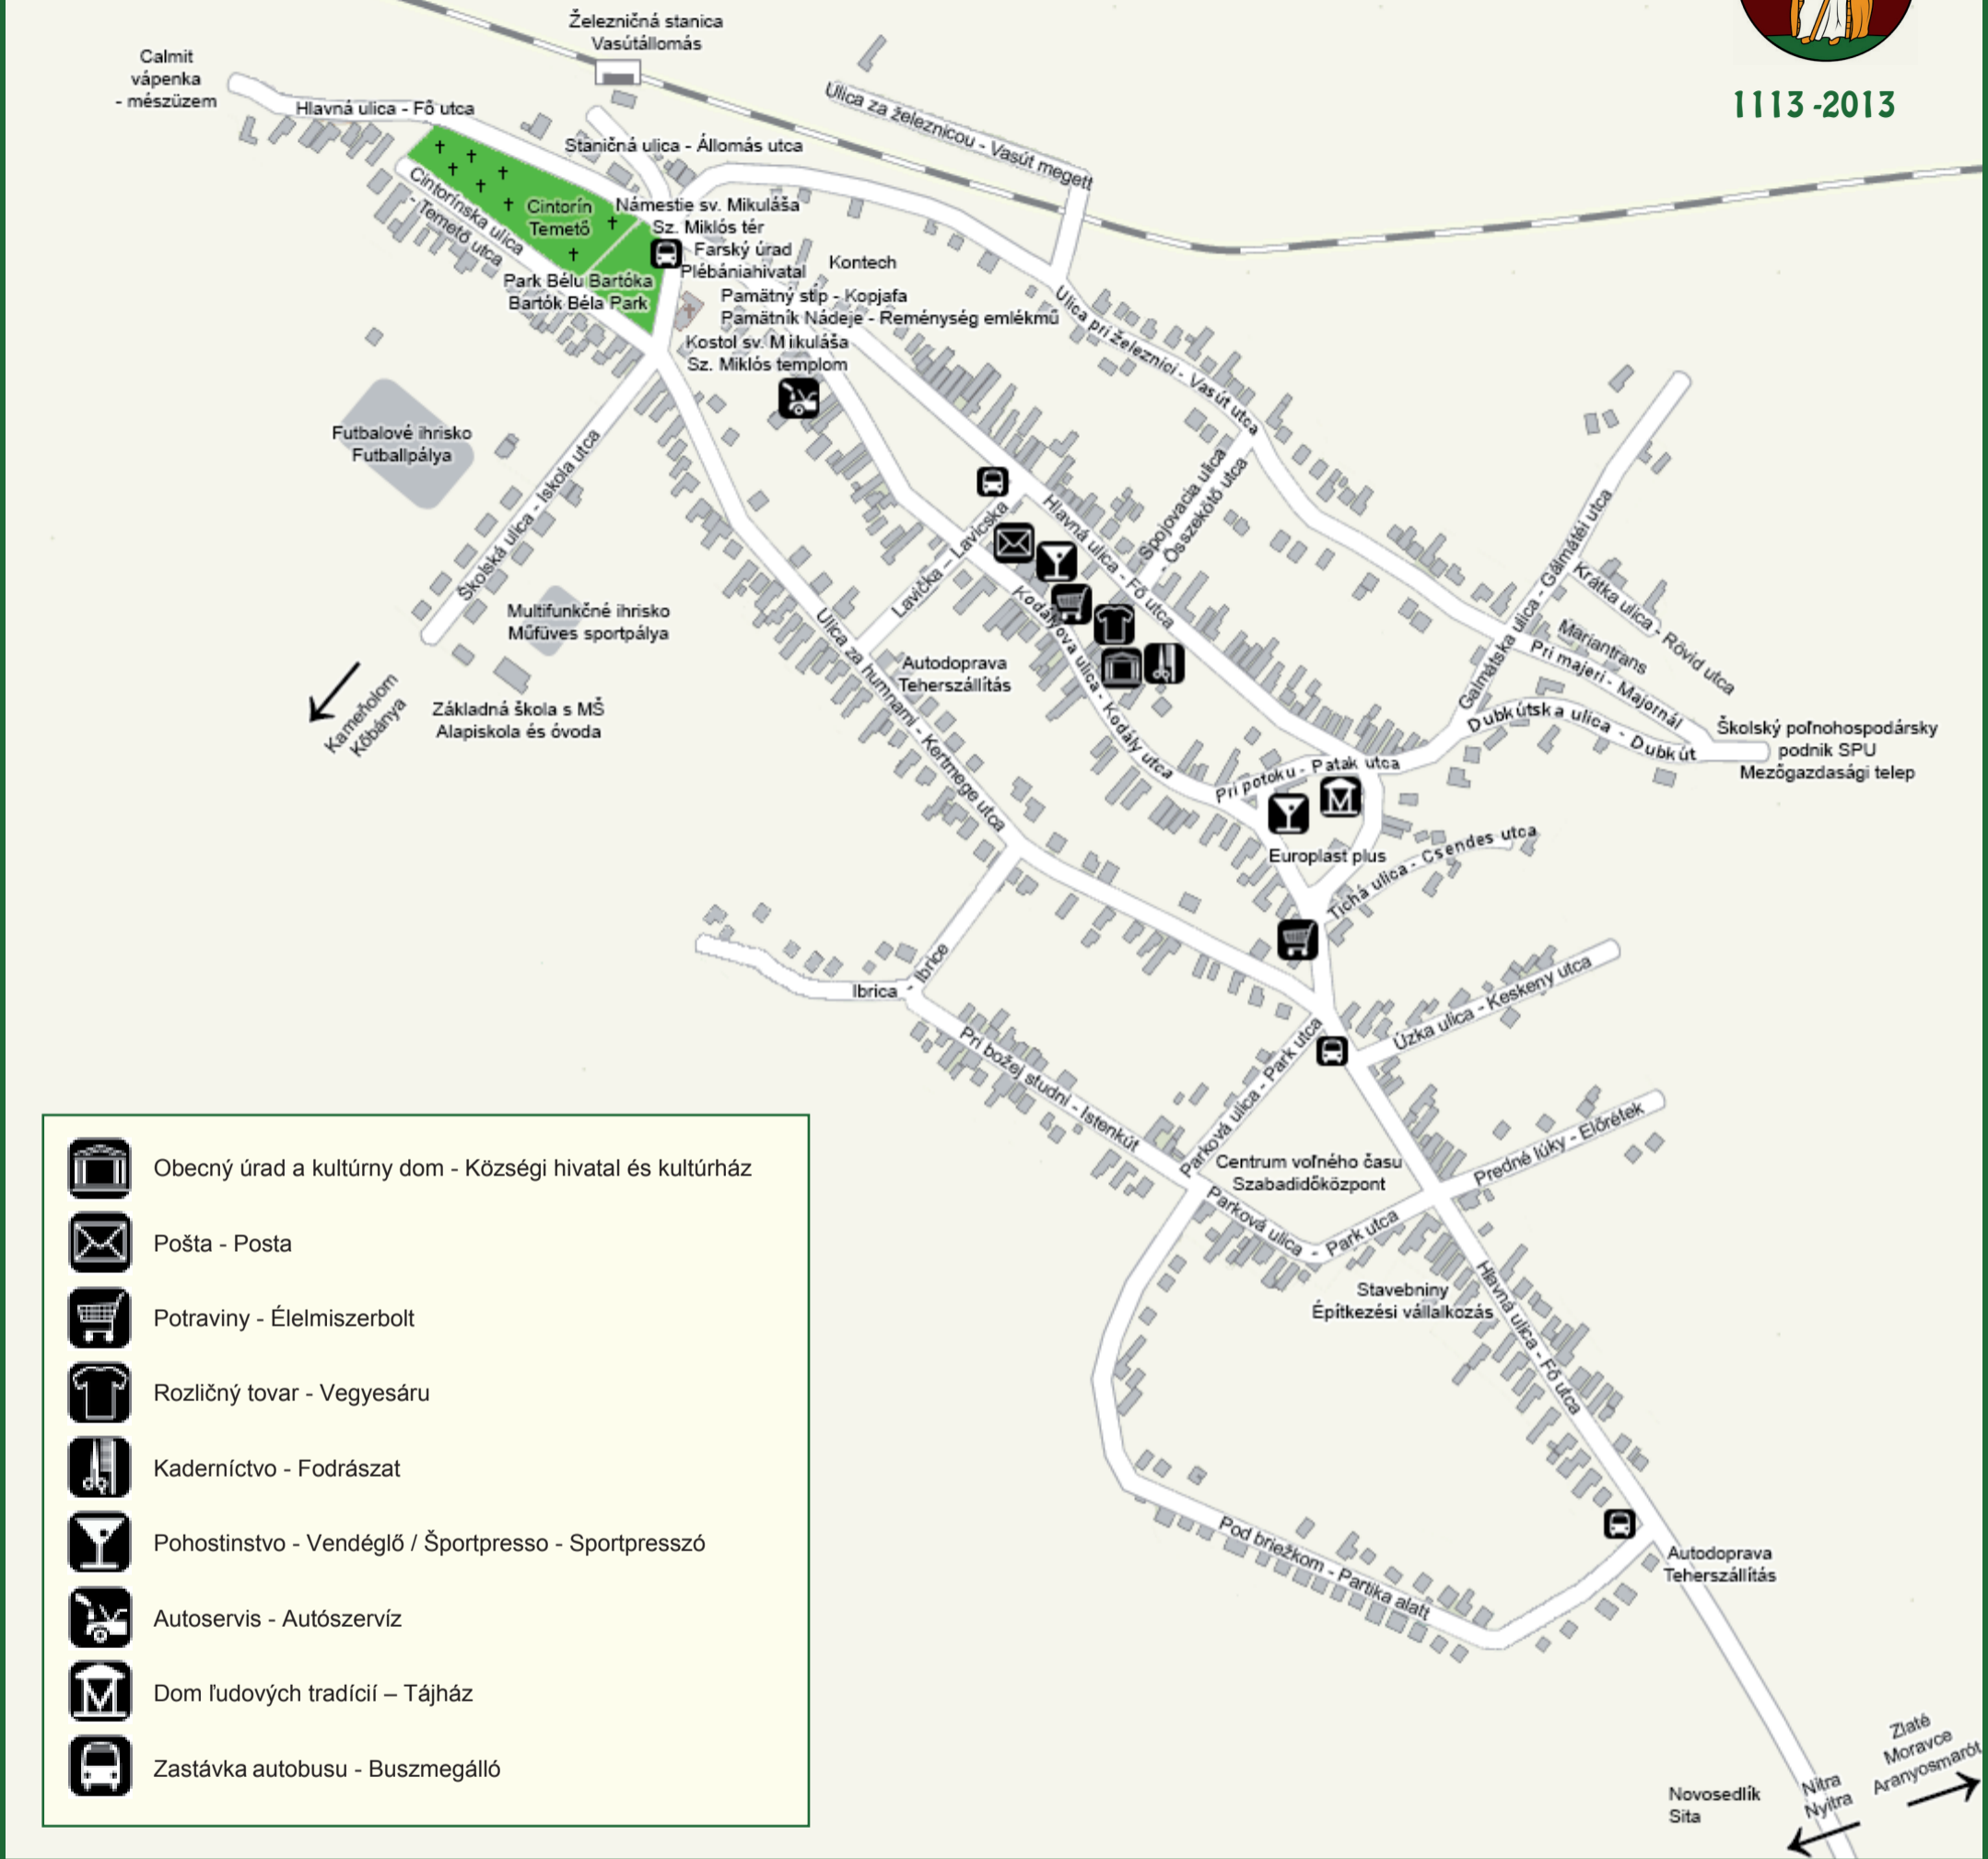 1113 -2013
Železničná stanica
Vasútállomás
Calmit
vápenka
- mészüzem
Hlavná ulica - Fő utca
Ulica za železnicou - Vasút megett
Staničná ulica - Állomás utca
Cintorínska ulica
- Temető utca
Cintorín
Temető
Námestie sv. Mikuláša
Sz. Miklós tér
Farský úrad
Plébániahivatal
Kontech
Park Bélu Bartóka
Bartók Béla Park
Pamätný stĺp - Kopjafa
Pamätník Nádeje - Reménység emlékmű
Kostol sv. Mikuláša
Sz. Miklós templom
Ulica pri železnici - Vasút utca
Futbalové ihrisko
Futballpálya
Školská ulica - Iskola utca
Spojovacia ulica
- Összekötő utca
Hlavná ulica - Fő utca
Lavička – Lavicska
Galmátska ulica - Gálmátéi utca
Krátka ulica - Rövid utca
Mariantrans
Pri majeri - Majornál
Multifunkčné ihrisko
Műfüves sportpálya
Ulica za humnami - Kertmege utca
Autodoprava
Teherszállítás
Kodályova ulica - Kodály utca
Kameňolom
Kőbánya
Základná škola s MŠ
Alapiskola és óvoda
Dubkútska ulica - Dubkút
Školský poľnohospodársky
podnik SPU
Mezőgazdasági telep
Pri potoku - Patak utca
Europlast plus
Tichá ulica - Csendes utca
Ibrica - Ibrice
Úzka ulica - Keskeny utca
Pri božej studni - Istenkút
Parková ulica - Park utca
Predné lúky - Előrétek
Centrum voľného času
Szabadidőközpont
Parková ulica - Park utca
Stavebniny
Építkezési vállalkozás
Hlavná ulica - Fő utca
Pod briežkom - Partika alatt
Autodoprava
Teherszállítás
Zlaté
Moravce
Aranyosmarót
Nitra
Nyitra
Novosedlík
Sita
Obecný úrad a kultúrny dom - Községi hivatal és kultúrház
Pošta - Posta
Potraviny - Élelmiszerbolt
Rozličný tovar - Vegyesáru
Kaderníctvo - Fodrászat
Pohostinstvo - Vendéglő / Športpresso - Sportpresszó
Autoservis - Autószervíz
Dom ľudových tradícií – Tájház
Zastávka autobusu - Buszmegálló